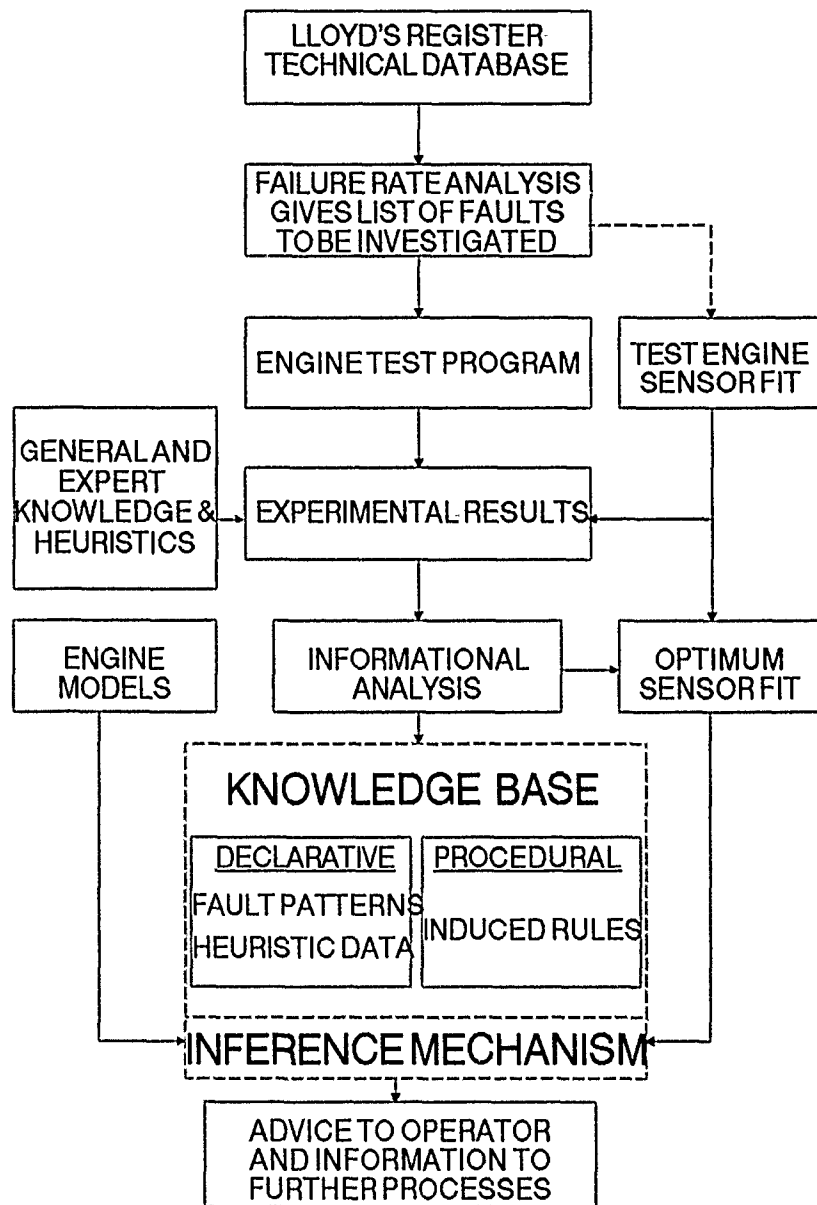 LLOYD'S REGISTER
TECHNICAL DATABASE
FAILURE RATE ANALYSIS
GIVES LIST OF FAULTS
TO BE INVESTIGATED
ENGINE TEST PROGRAM
TEST ENGINE
SENSOR FIT
GENERAL AND
EXPERT
KNOWLEDGE &
HEURISTICS
EXPERIMENTAL RESULTS
ENGINE
MODELS
INFORMATIONAL
ANALYSIS
OPTIMUM
SENSOR FIT
KNOWLEDGE BASE
DECLARATIVE
FAULT PATTERNS
HEURISTIC DATA
PROCEDURAL
INDUCED RULES
INFERENCE MECHANISM
ADVICE TO OPERATOR
AND INFORMATION TO
FURTHER PROCESSES